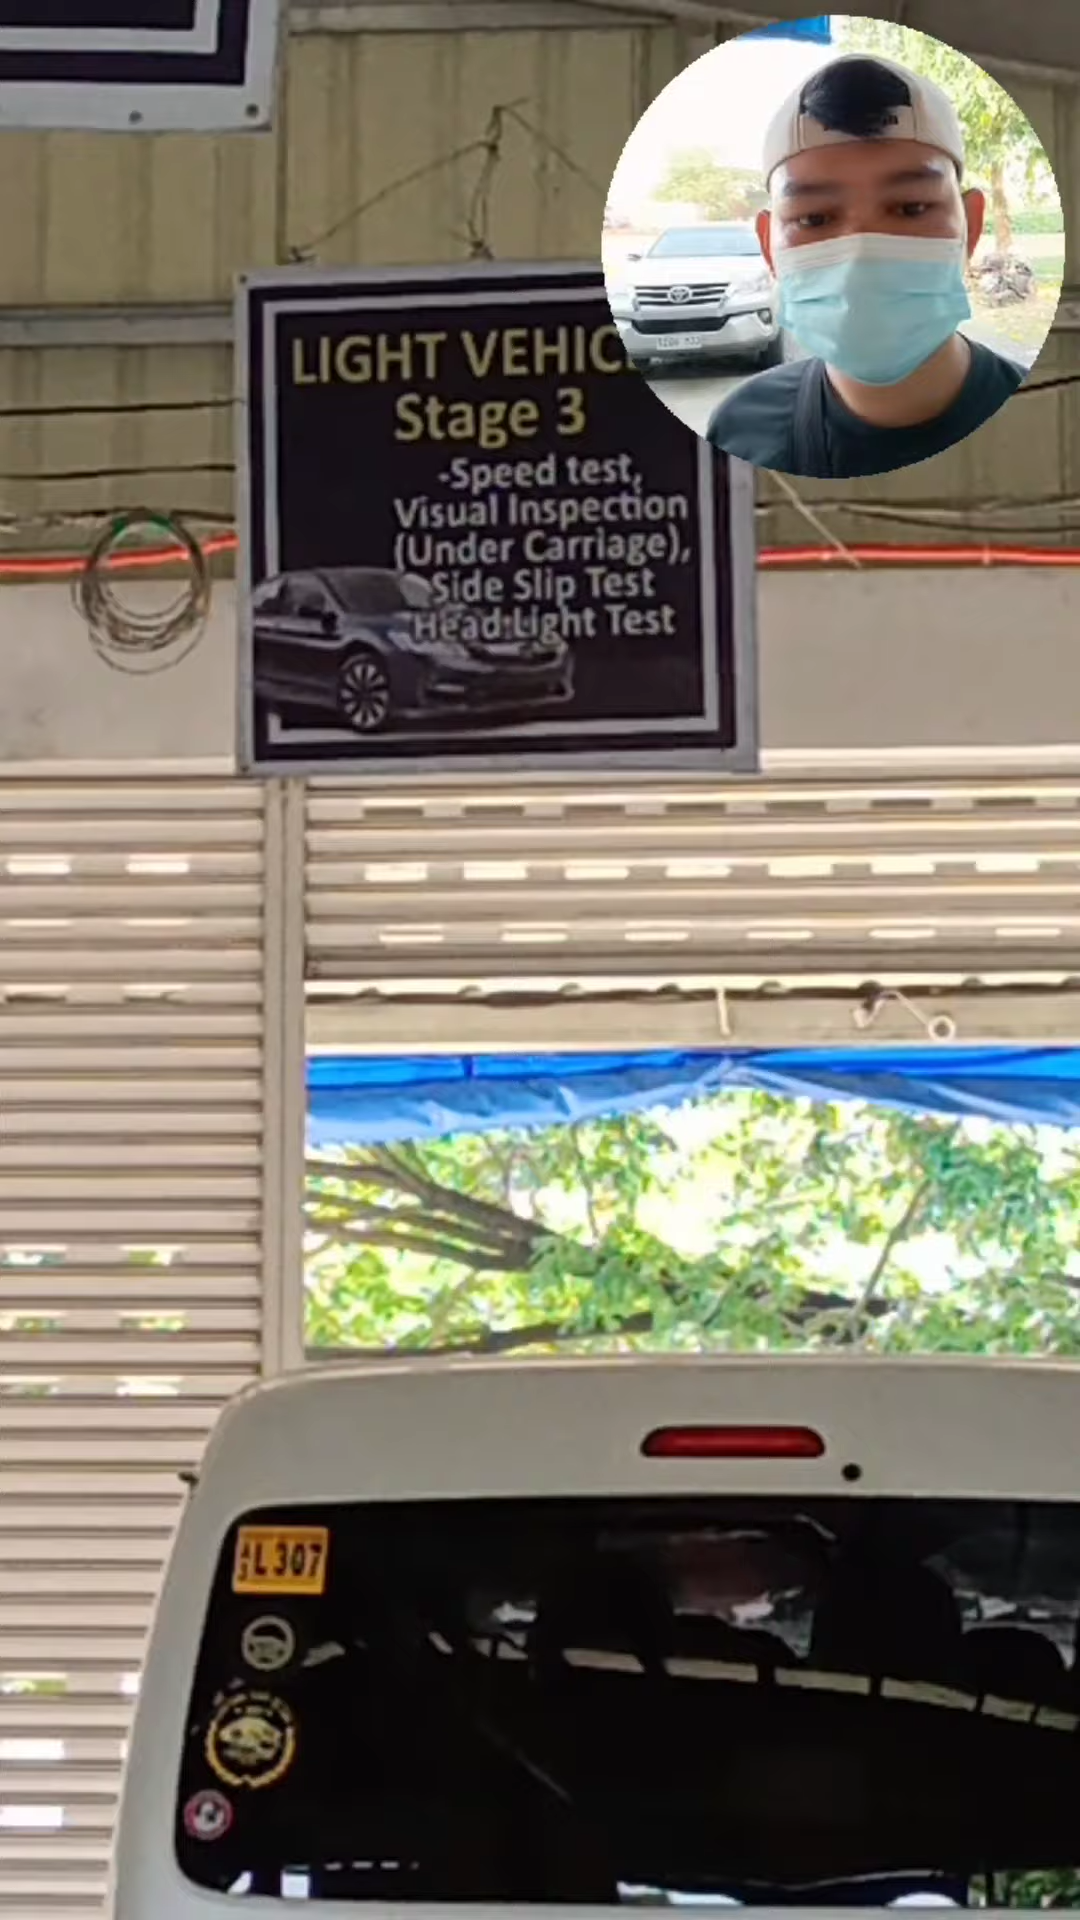 LIGHT VEHIC
Stage 3
-Speed test,
Visual Inspection
(Under Carriage),
Side Slip Test
Head Light Test
L 307